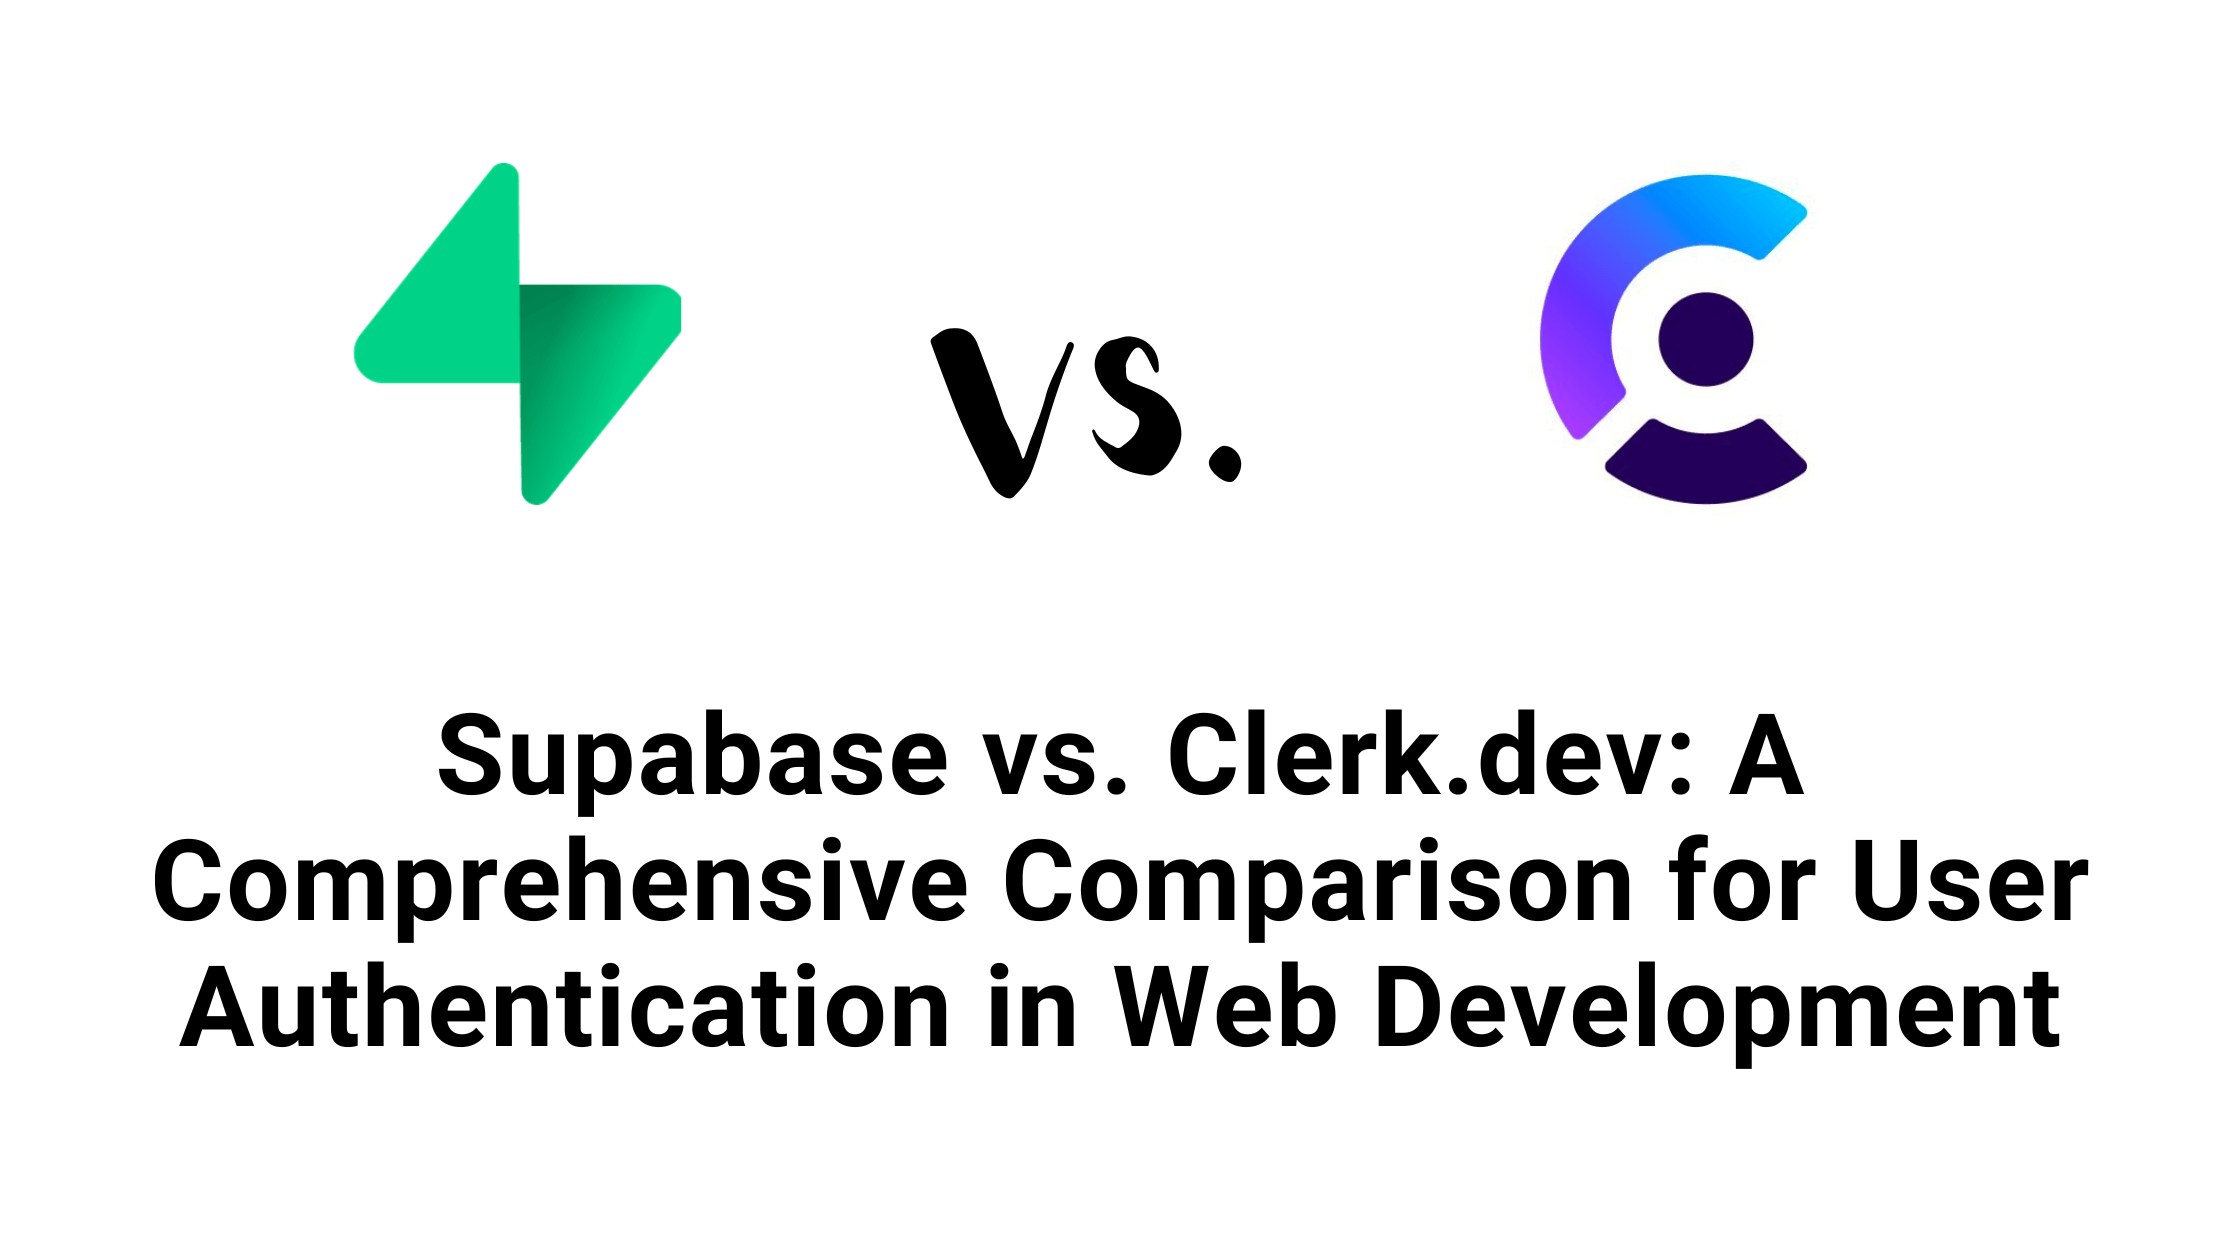 vs.
Supabase vs. Clerk.dev: A
Comprehensive Comparison for User
Authentication in Web Development